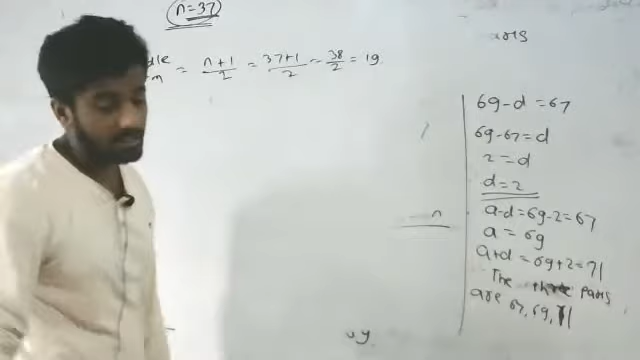 n=37
= n+1/2 = 37+1/2 = 38/2 = 19
69-d=67
69-67=d
2=d
d=2
a-d=69-2=67
a=69
a+d=69+2=71
The three parts
are 67, 69, 71